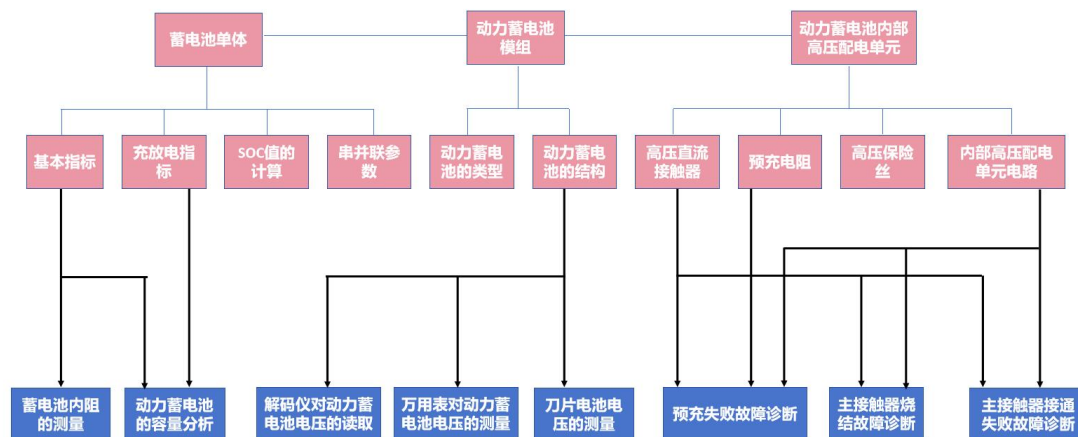 蓄电池单体
动力蓄电池
模组
动力蓄电池内部
高压配电单元
基本指标
充放电指
标
SOC值的
计算
串井联参
数
动力蓄电
池的类型
动力蓄电
池的结构
高压直流
接触器
预充电阻
高压保险
丝
内部高压配电
单元电路
蓄电池内阻
的测量
动力蓄电池
的容量分析
解码仪对动力蓄
电池电压的读取
万用表对动力蓄
电池电压的测量
刀片电池电
压的测量
预充失败故障诊断
主接触器烧
结故障诊断
主接触器接通
失败故障诊断